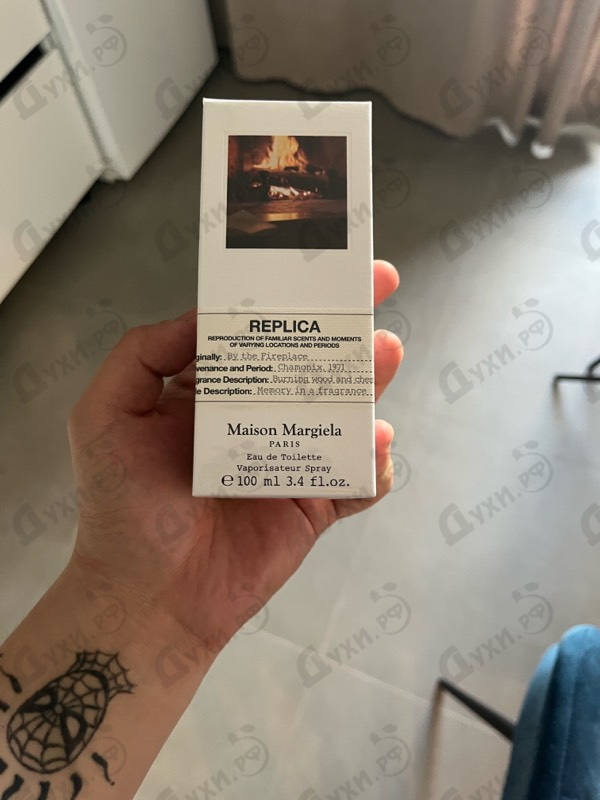 REPLICA
REPRODUCTION OF FAMILIAR SCENTS AND MOMENTS
OF VARYING LOCATIONS AND PERIODS
ginally: By the Fireplace
venance and Period: Chamonix, 1971
grance Description: Burning wood and ches
le Description: Memory in a fragrance
Maison Margiela
PARIS
Eau de Toilette
Vaporisateur Spray
℮ 100 ml 3.4 fl.oz.
Духи.рф